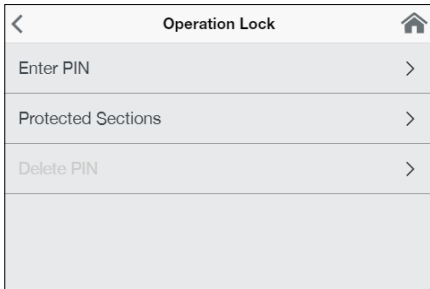 Operation Lock
Enter PIN
Protected Sections
Delete PIN